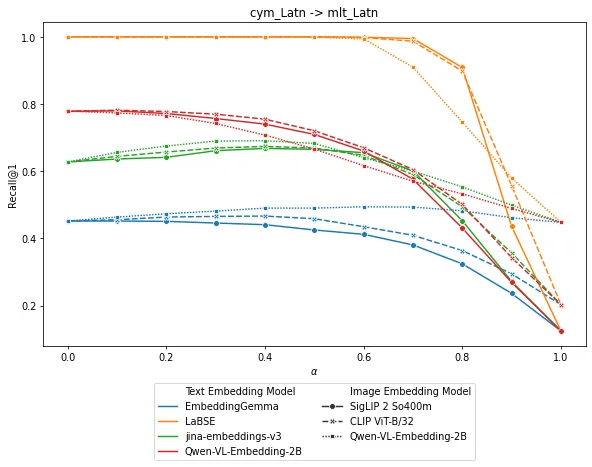 cym_Latn -> mlt_Latn
Recall@1
1.0
0.8
0.6
0.4
0.2
0.0 0.2 0.4 0.6 0.8 1.0
α
Text Embedding Model
EmbeddingGemma
LaBSE
jina-embeddings-v3
Qwen-VL-Embedding-2B
Image Embedding Model
SigLIP 2 So400m
CLIP ViT-B/32
Qwen-VL-Embedding-2B